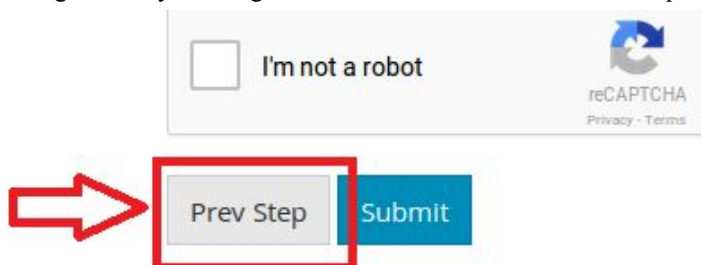 I'm not a robot
reCAPTCHA
Privacy - Terms
Prev Step
Submit